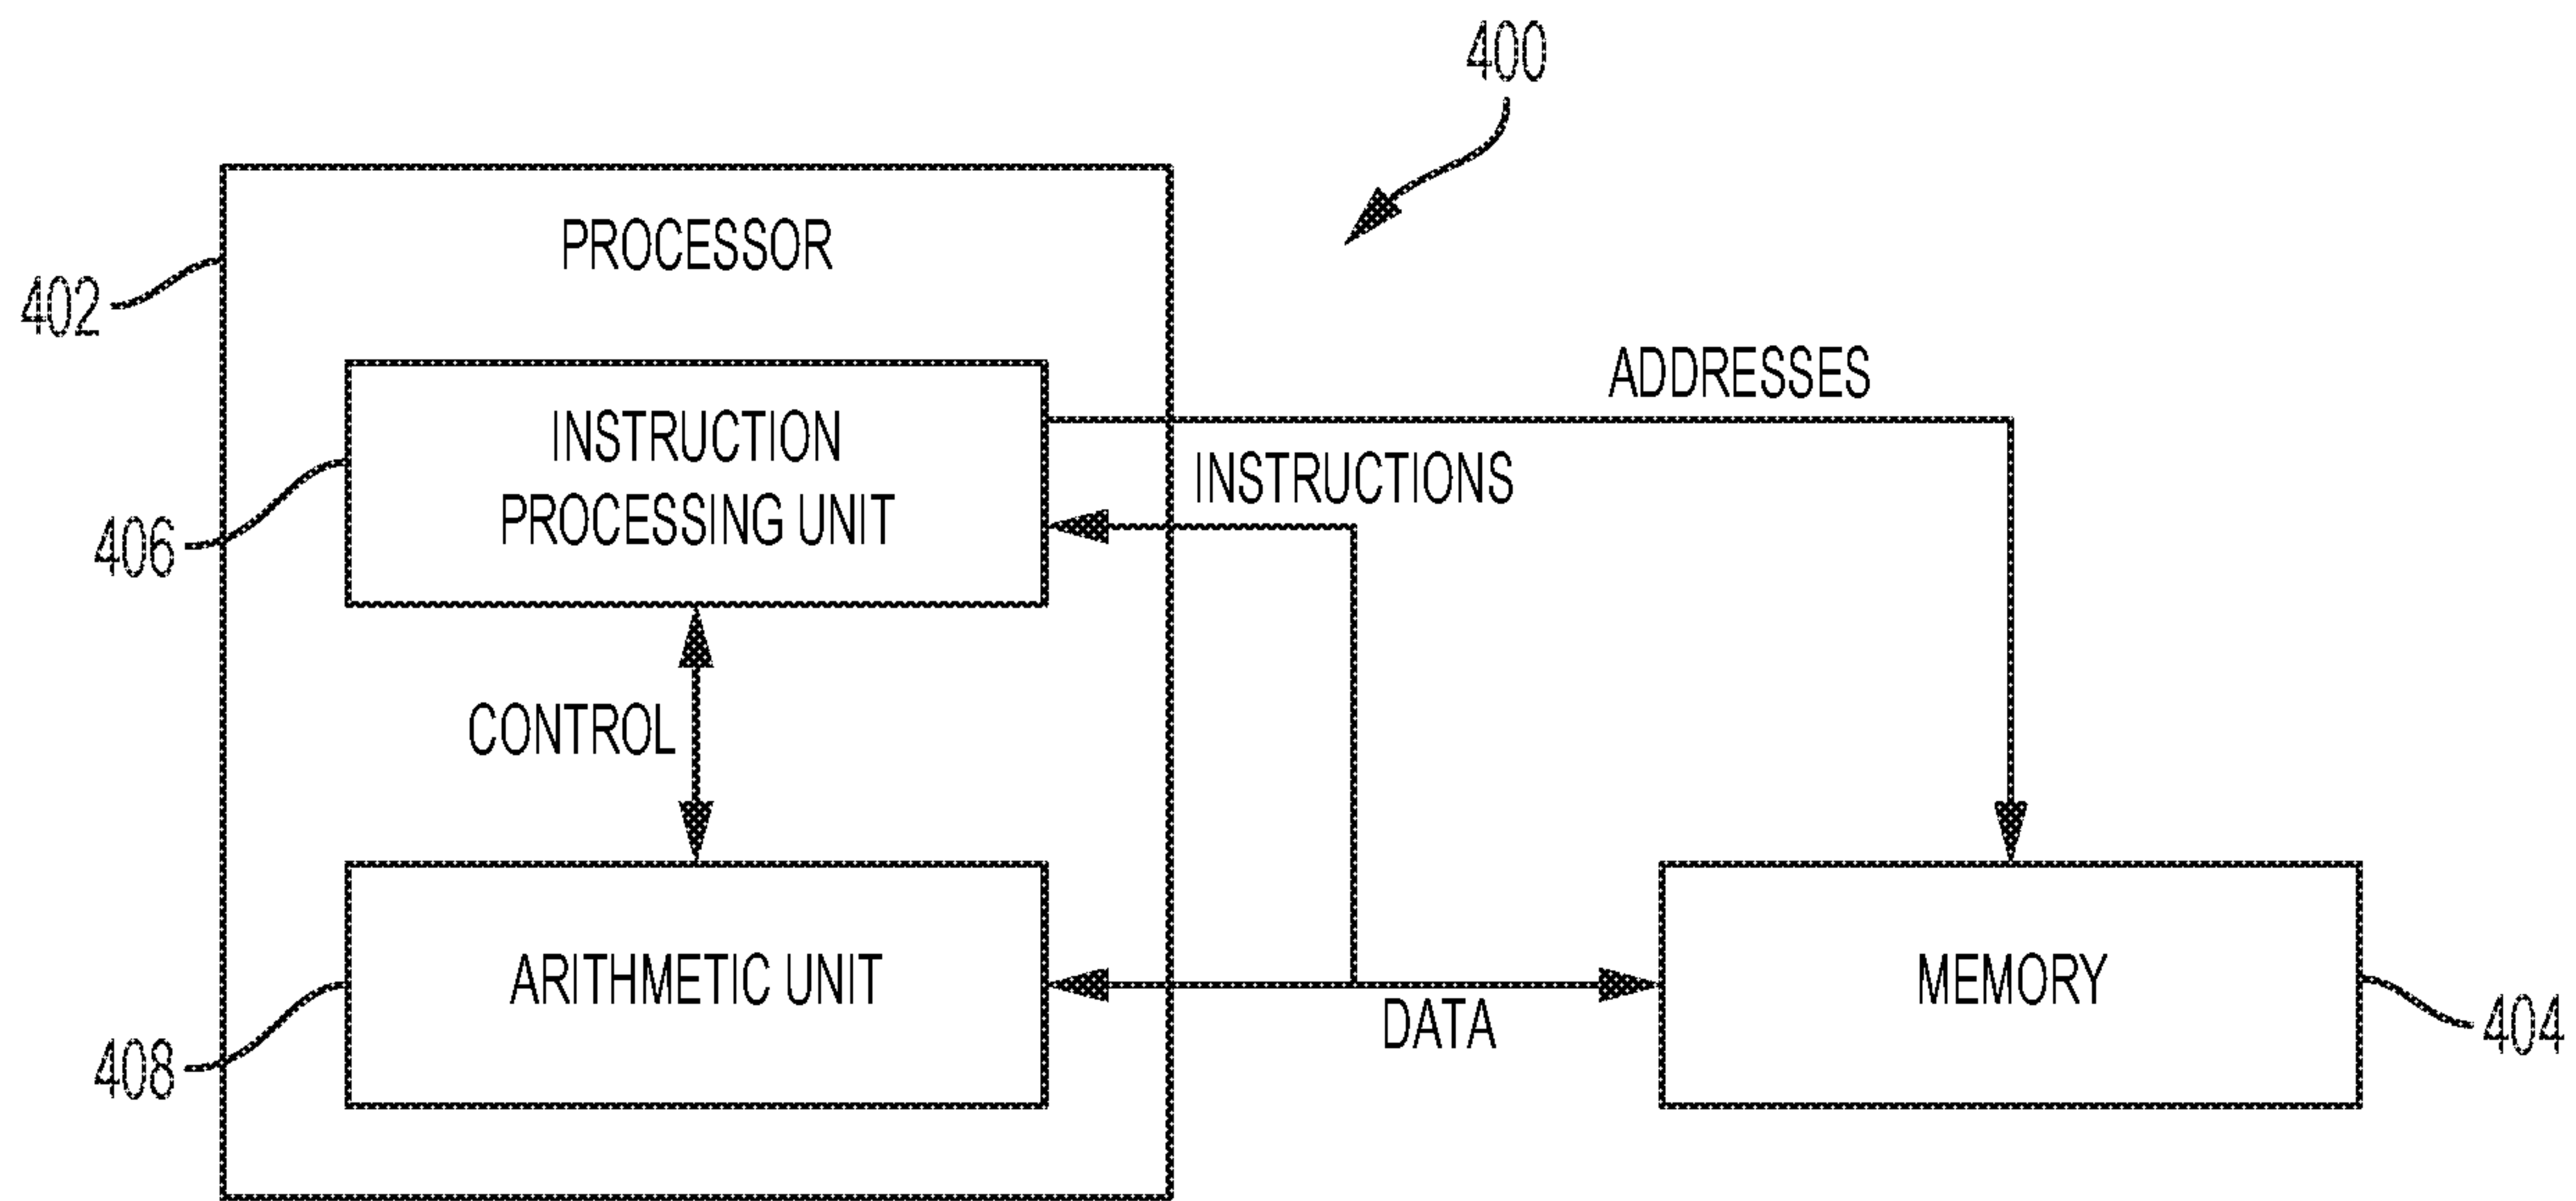 400
PROCESSOR
402
ADDRESSES
INSTRUCTION
PROCESSING UNIT
INSTRUCTIONS
406
CONTROL
ARITHMETIC UNIT
MEMORY
DATA
408
404